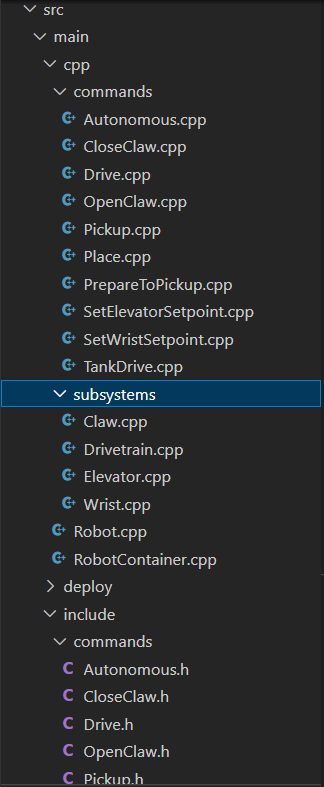 src
main
cpp
commands
Autonomous.cpp
CloseClaw.cpp
Drive.cpp
OpenClaw.cpp
Pickup.cpp
Place.cpp
PrepareToPickup.cpp
SetElevatorSetpoint.cpp
SetWristSetpoint.cpp
TankDrive.cpp
subsystems
Claw.cpp
Drivetrain.cpp
Elevator.cpp
Wrist.cpp
Robot.cpp
RobotContainer.cpp
deploy
include
commands
C Autonomous.h
C CloseClaw.h
C Drive.h
C OpenClaw.h
C Pickup.h